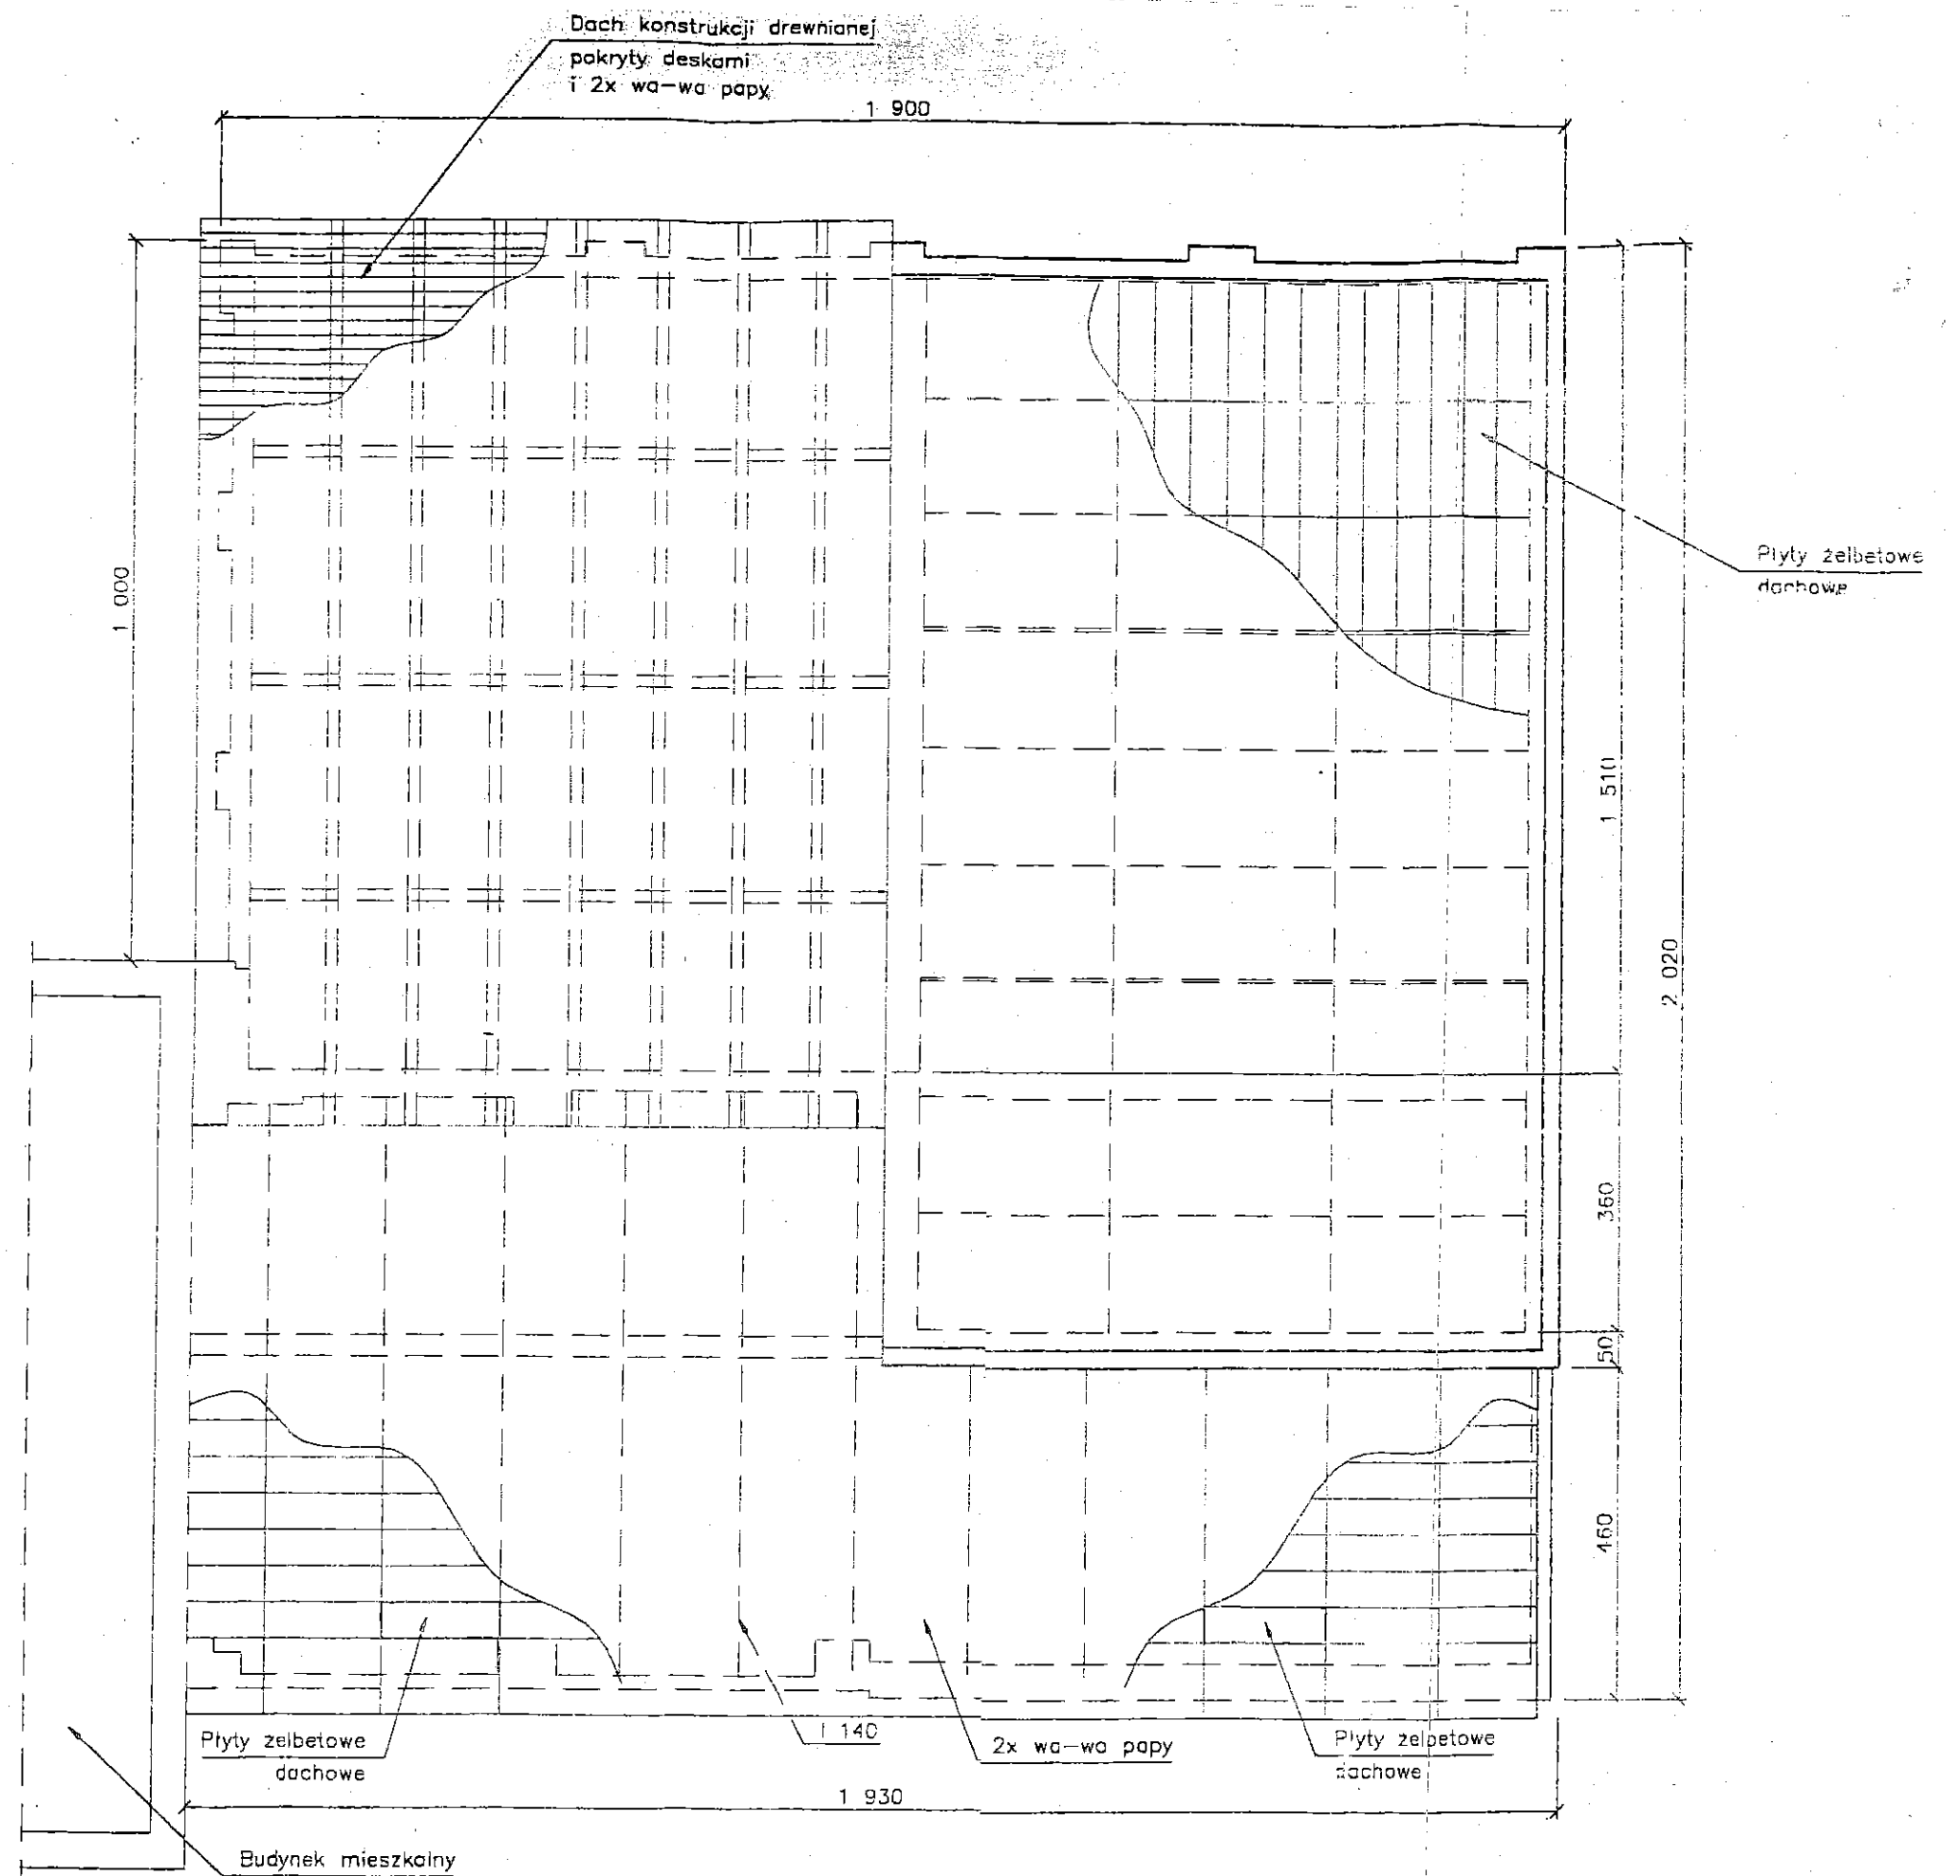 Dach konstrukcji drewnianej
pokryty deskami
i 2x wa-wa papy
1 900
1 000
Płyty żelbetowe
dachowe
1 510
2 020
360
50
460
Płyty żelbetowe
dachowe
I 140
2x wa-wa papy
Płyty żelbetowe
dachowe
1 930
Budynek mieszkalny